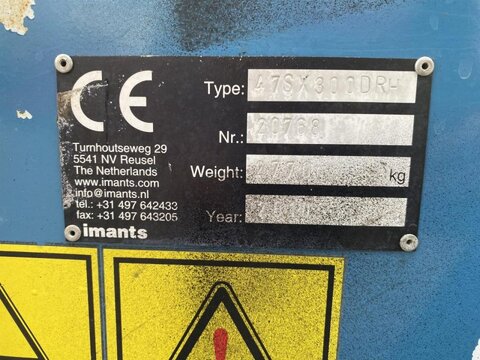 CE
Type: 47SX300DRH
Nr.:
Turnhoutseweg 29
5541 NV Reusel
The Netherlands
www.imants.com
info@imants.nl
tel.: +31 497 642433
fax: +31 497 643205
imants
Weight: kg
Year: